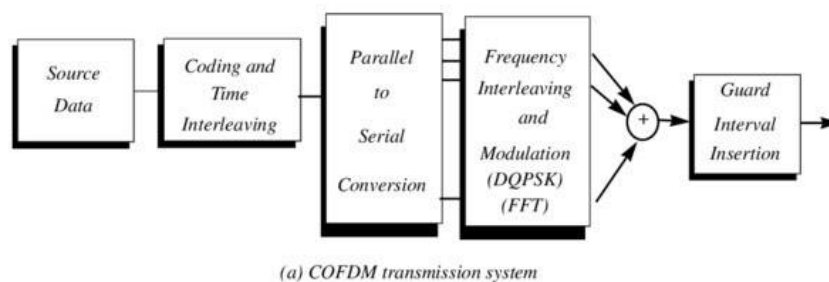 Source
Data
Coding and
Time
Interleaving
Parallel
to
Serial
Conversion
Frequency
Interleaving
and
Modulation
(DQPSK)
(FFT)
+
Guard
Interval
Insertion
(a) COFDM transmission system